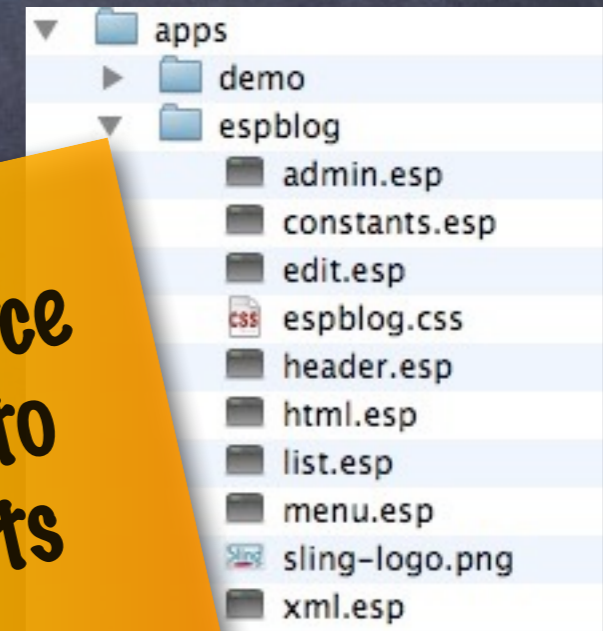 apps
demo
espblog
admin.esp
constants.esp
edit.esp
espblog.css
header.esp
html.esp
list.esp
menu.esp
sling-logo.png
xml.esp
to